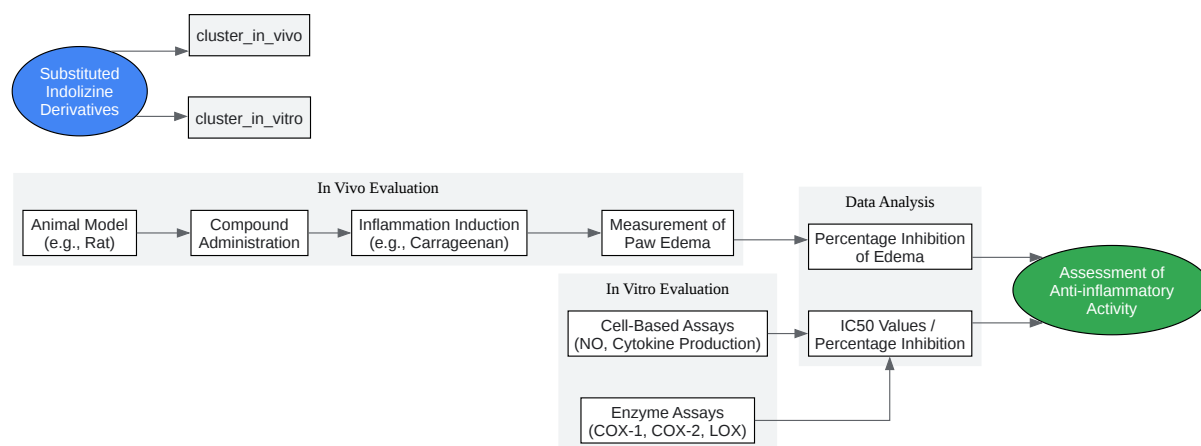 Substituted
Indolizine
Derivatives
cluster_in_vivo
cluster_in_vitro
In Vivo Evaluation
Animal Model
(e.g., Rat)
Compound
Administration
Inflammation Induction
(e.g., Carrageenan)
Measurement of
Paw Edema
Data Analysis
Percentage Inhibition
of Edema
In Vitro Evaluation
Cell-Based Assays
(NO, Cytokine Production)
IC50 Values /
Percentage Inhibition
Enzyme Assays
(COX-1, COX-2, LOX)
Assessment of
Anti-inflammatory
Activity